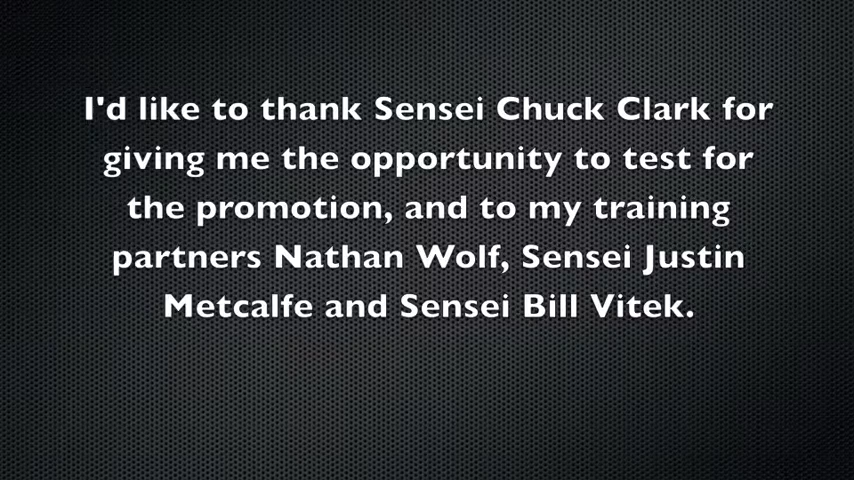 I'd like to thank Sensei Chuck Clark for
giving me the opportunity to test for
the promotion, and to my training
partners Nathan Wolf, Sensei Justin
Metcalfe and Sensei Bill Vitek.